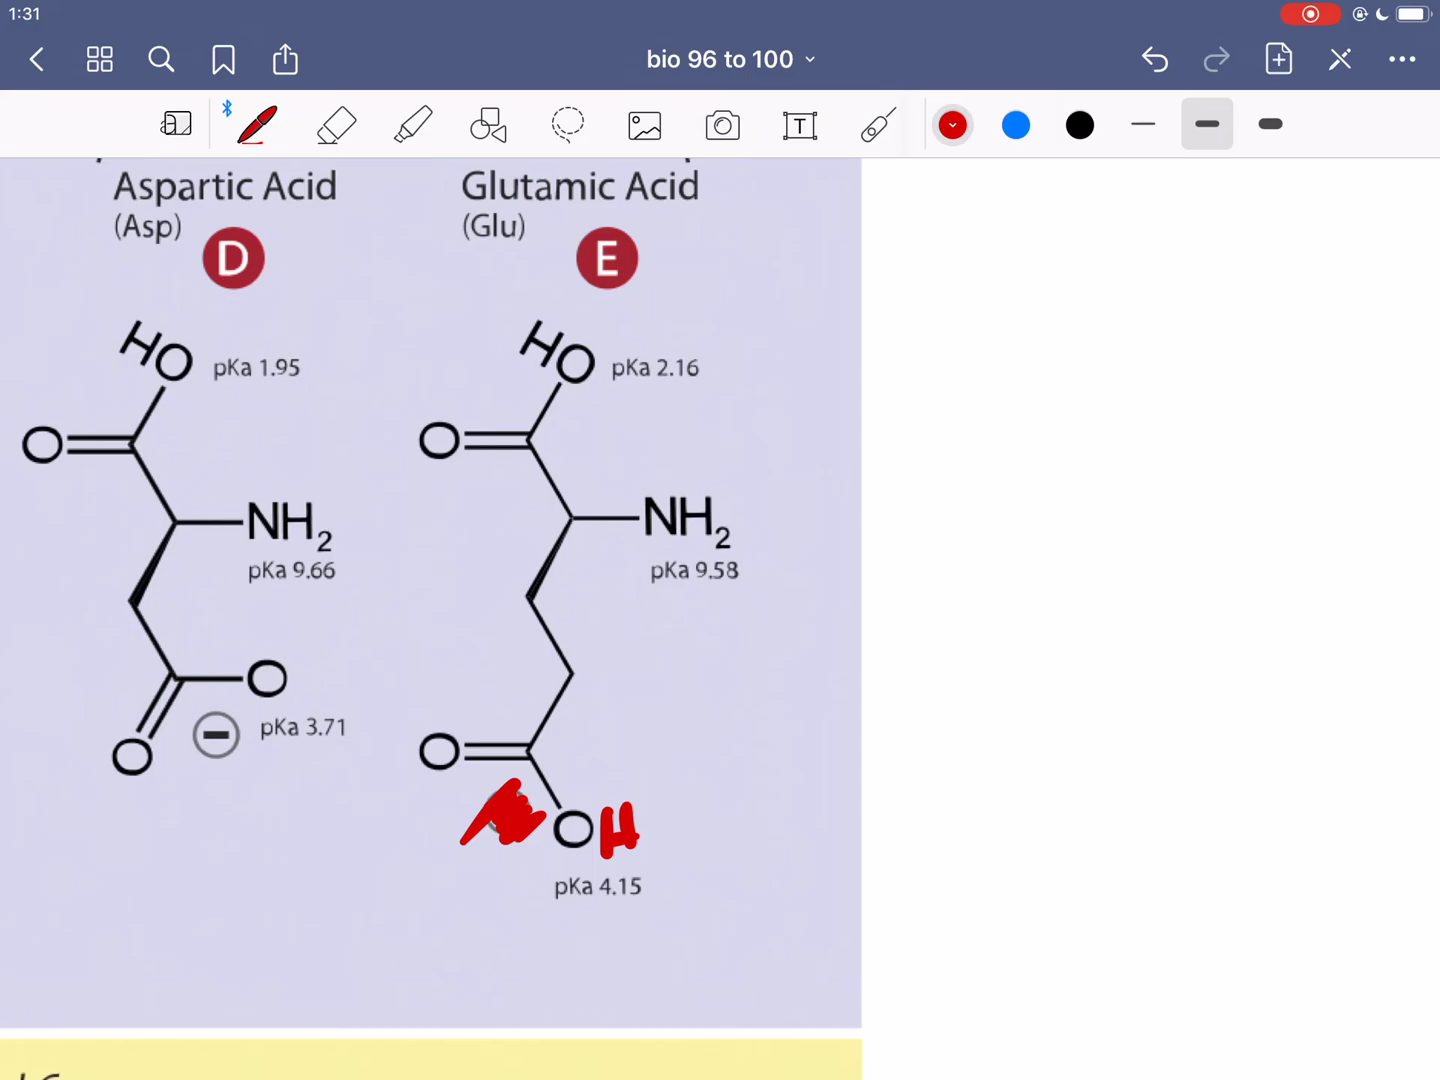 1:31
bio 96 to 100
T
Aspartic Acid
(Asp)
D
HO
pKa 1.95
O
NH2
pKa 9.66
O
pKa 3.71
O
Glutamic Acid
(Glu)
E
HO
pKa 2.16
O
NH2
pKa 9.58
O
OH
pKa 4.15